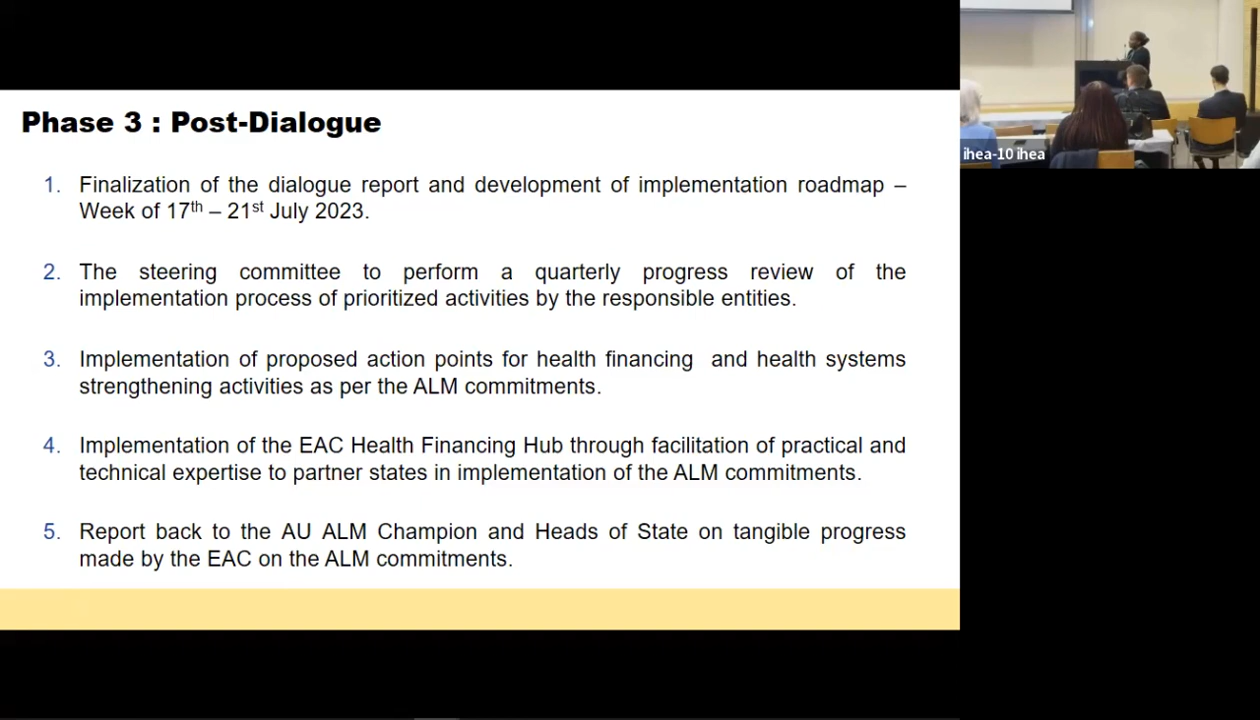 Phase 3 : Post-Dialogue
1. Finalization of the dialogue report and development of implementation roadmap –
Week of 17th – 21st July 2023.
2. The steering committee to perform a quarterly progress review of the
implementation process of prioritized activities by the responsible entities.
3. Implementation of proposed action points for health financing and health systems
strengthening activities as per the ALM commitments.
4. Implementation of the EAC Health Financing Hub through facilitation of practical and
technical expertise to partner states in implementation of the ALM commitments.
5. Report back to the AU ALM Champion and Heads of State on tangible progress
made by the EAC on the ALM commitments.
ihea-10 ihea